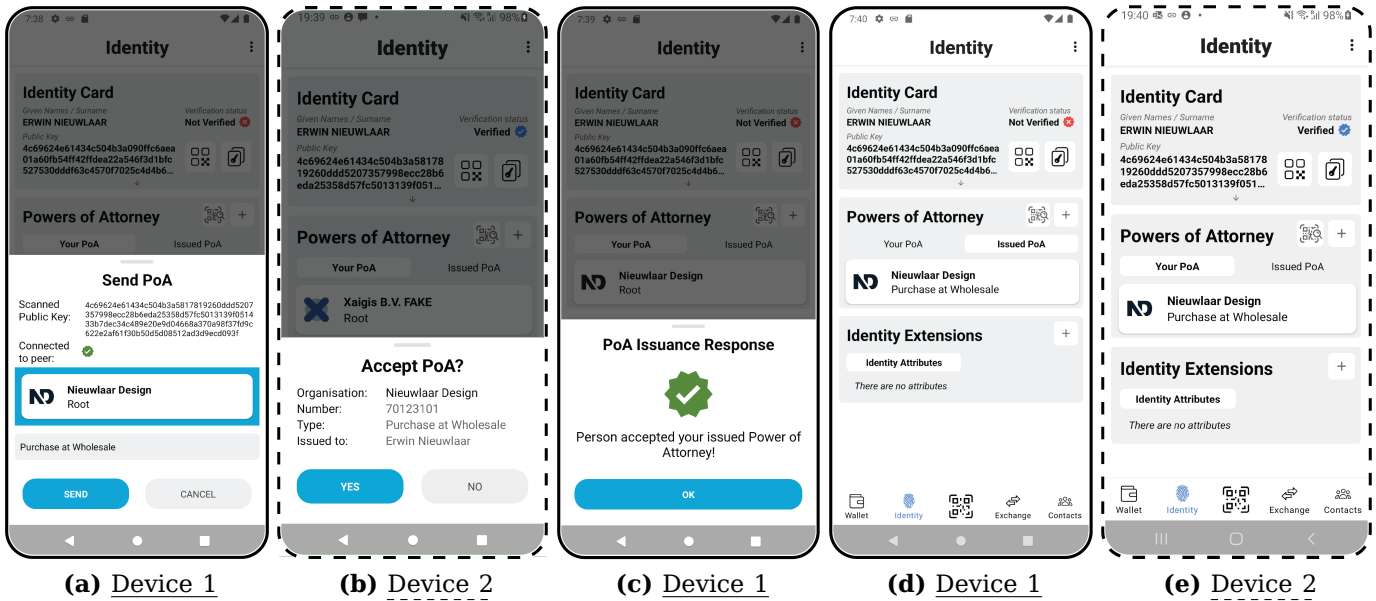 7:38
Identity
Identity Card
Given Names / Surname
Verification status
ERWIN NIEUWLAAR
Not Verified
Public Key
4c69624e61434c504b3a090ffc6aea
01a60fb54ff42ffdea22a546f3d1bfc
527530dddf63c4570f7025c4d4b6...
Powers of Attorney
+
Your PoA
Issued PoA
Send PoA
Scanned
Public Key:
4c69624e61434c504b3a5817819260ddd5207
357998ecc28b6eda25358d57fc5013139f0514
33b7dec34c489e20e9d04668a370a98f37fd9c
622e2af61f30b50d5d08512ad3d9ecd093f
Connected
to peer:
ND
Nieuwlaar Design
Root
Purchase at Wholesale
SEND
CANCEL
(a) Device 1
19:39
98%
Identity
Identity Card
Given Names / Surname
Verification status
ERWIN NIEUWLAAR
Verified
Public Key
4c69624e61434c504b3a58178
19260ddd5207357998ecc28b6
eda25358d57fc5013139f051...
Powers of Attorney
+
Your PoA
Issued PoA
Xaigis B.V. FAKE
Root
Accept PoA?
Organisation: Nieuwlaar Design
Number: 70123101
Type: Purchase at Wholesale
Issued to: Erwin Nieuwlaar
YES
NO
(b) Device 2
7:39
Identity
Identity Card
Given Names / Surname
Verification status
ERWIN NIEUWLAAR
Not Verified
Public Key
4c69624e61434c504b3a090ffc6aea
01a60fb54ff42ffdea22a546f3d1bfc
527530dddf63c4570f7025c4d4b6...
Powers of Attorney
+
Your PoA
Issued PoA
ND
Nieuwlaar Design
Root
PoA Issuance Response
Person accepted your issued Power of
Attorney!
OK
(c) Device 1
7:40
Identity
Identity Card
Given Names / Surname
Verification status
ERWIN NIEUWLAAR
Not Verified
Public Key
4c69624e61434c504b3a090ffc6aea
01a60fb54ff42ffdea22a546f3d1bfc
527530dddf63c4570f7025c4d4b6...
Powers of Attorney
+
Your PoA
Issued PoA
ND
Nieuwlaar Design
Purchase at Wholesale
Identity Extensions
+
Identity Attributes
There are no attributes
Wallet
Identity
Exchange
Contacts
(d) Device 1
19:40
98%
Identity
Identity Card
Given Names / Surname
Verification status
ERWIN NIEUWLAAR
Verified
Public Key
4c69624e61434c504b3a58178
19260ddd5207357998ecc28b6
eda25358d57fc5013139f051...
Powers of Attorney
+
Your PoA
Issued PoA
ND
Nieuwlaar Design
Purchase at Wholesale
Identity Extensions
+
Identity Attributes
There are no attributes
Wallet
Identity
Exchange
Contacts
(e) Device 2